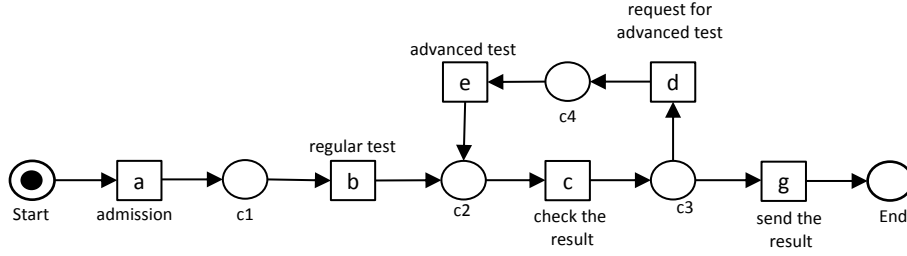 request for
advanced test
advanced test
e
d
c4
regular test
a
b
c
g
Start
admission
c1
c2
check the
result
c3
send the
result
End